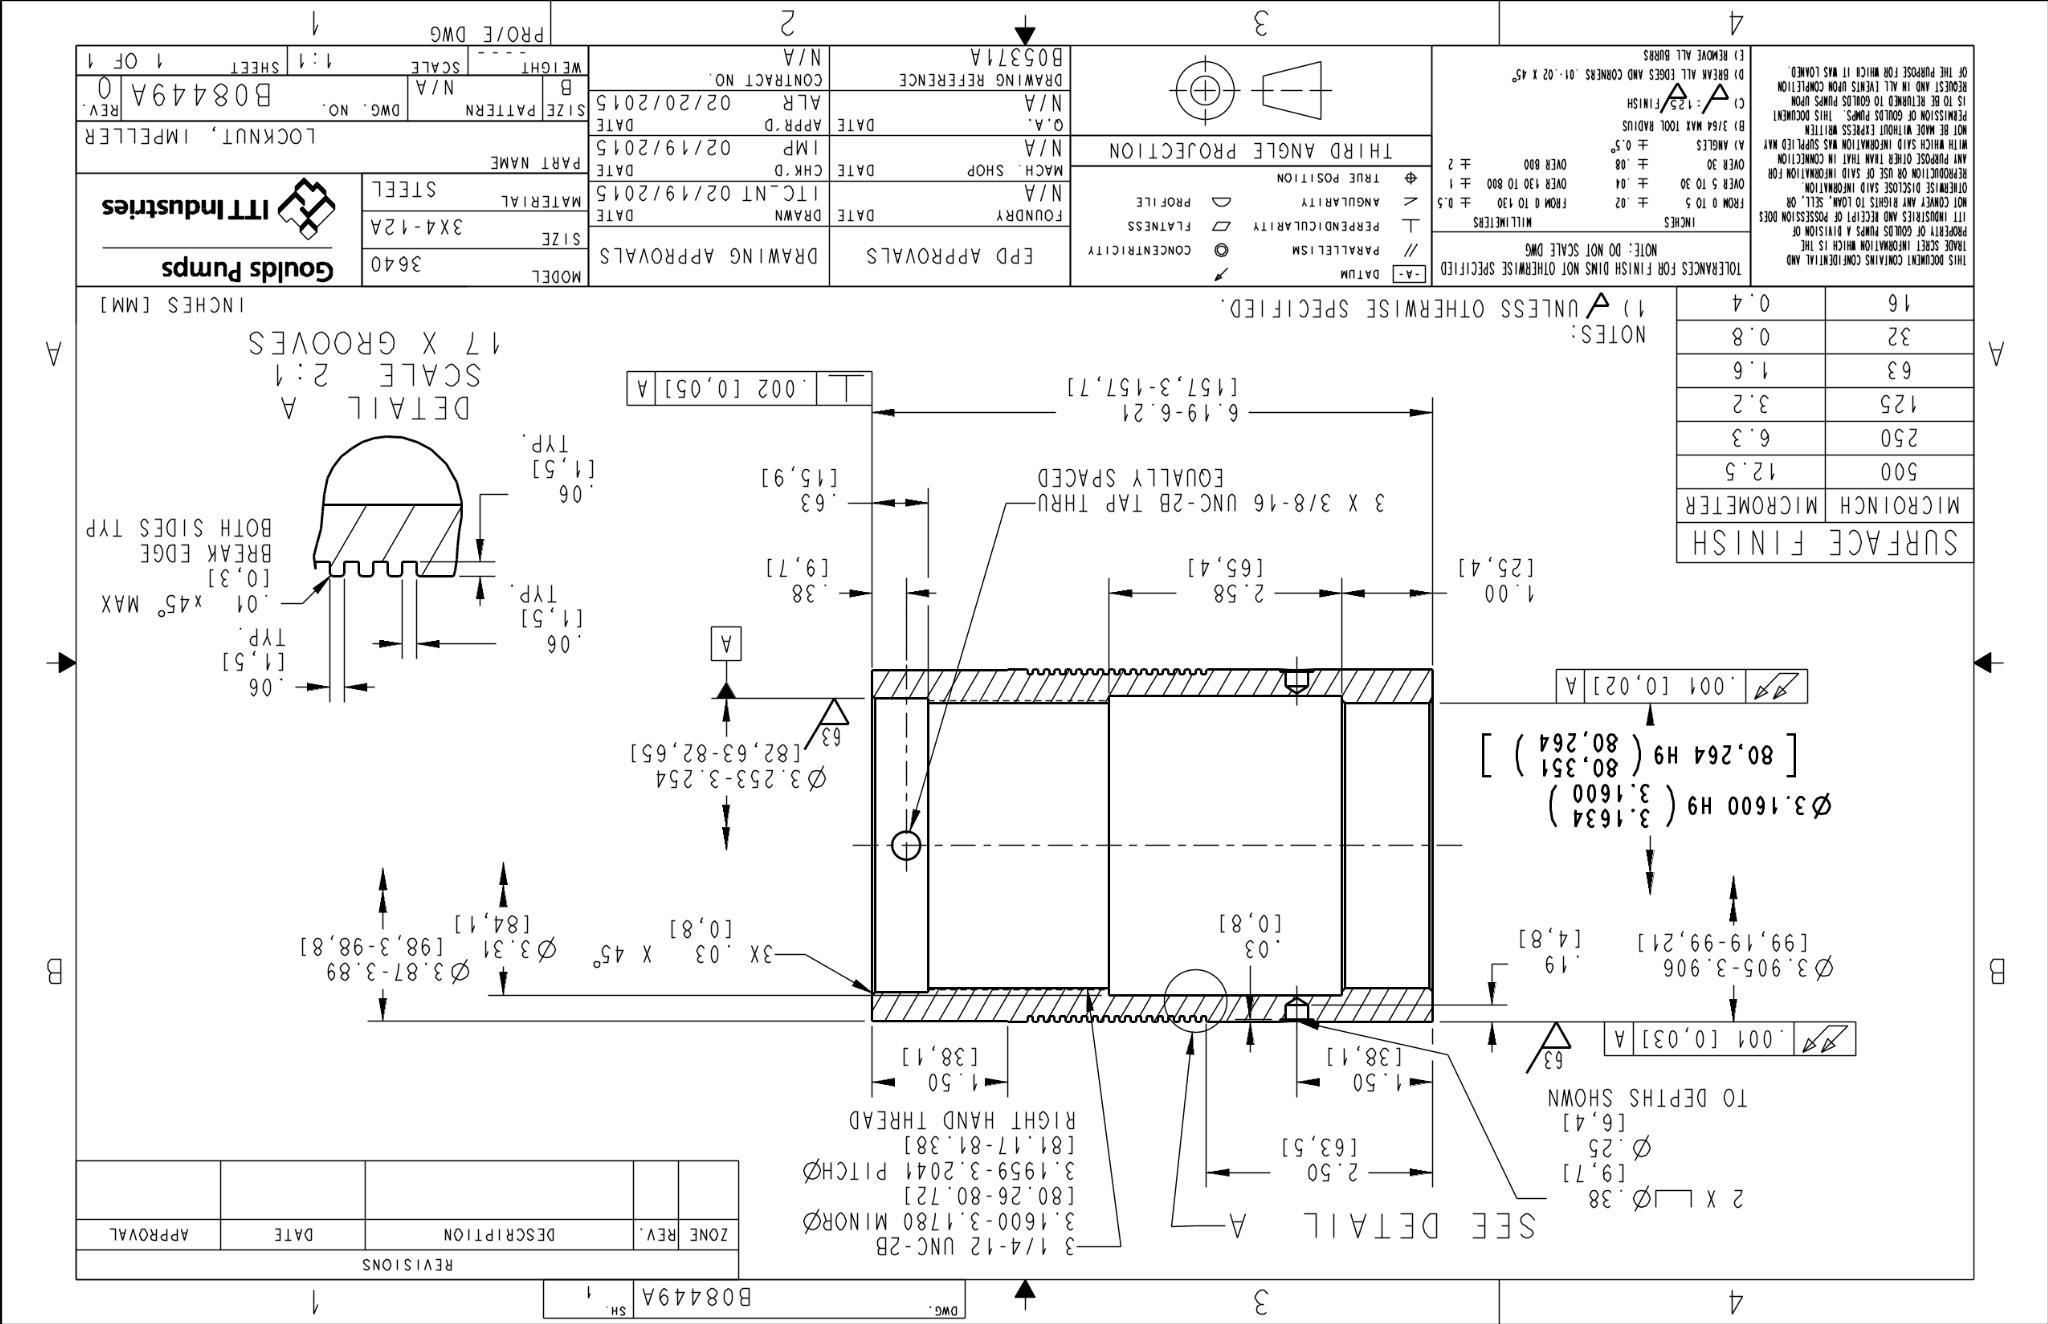 4
3
DWG. B08449A
SH. 1
1
REVISIONS
ZONE REV. DESCRIPTION DATE APPROVAL
SEE DETAIL A
2 X ⌴Ø.38
[9,7]
Ø.25
[6,4]
TO DEPTHS SHOWN
2.50
[63,5]
3 1/4-12 UNC-2B
3.1600-3.1780 MINORØ
[80.26-80.72]
3.1959-3.2041 PITCHØ
[81.17-81.38]
RIGHT HAND THREAD
1.50
[38,1]
1.50
[38,1]
.001 [0,03] A
63
B
B
Ø3.905-3.906
[99,19-99,21]
.19
[4,8]
.03
[0,8]
3X .03 X 45°
[0,8]
Ø3.31
[84,1]
Ø3.87-3.89
[98,3-98,8]
Ø3.1600 H9 ( 3.1634
3.1600 )
[ 80,264 H9 ( 80,351
80,264 ) ]
.001 [0,02] A
Ø3.253-3.254
[82,63-82,65]
63
A
.06
[1,5]
TYP.
.06
[1,5]
TYP.
.01 x45° MAX
[0,3]
BREAK EDGE
BOTH SIDES TYP
.06
[1,5]
TYP.
DETAIL A
SCALE 2:1
17 X GROOVES
1.00
[25,4]
2.58
[65,4]
.38
[9,7]
.63
[15,9]
3 X 3/8-16 UNC-2B TAP THRU
EQUALLY SPACED
6.19-6.21
[157,3-157,7]
⊥ .002 [0,05] A
SURFACE FINISH
MICROINCH MICROMETER
500 12.5
250 6.3
125 3.2
63 1.6
32 0.8
16 0.4
A
A
NOTES:
1) UNLESS OTHERWISE SPECIFIED.
INCHES [MM]
THIS DOCUMENT CONTAINS CONFIDENTIAL AND
TRADE SCRET INFORMATION WHICH IS THE
PROPERTY OF GOULDS PUMPS A DIVISION OF
ITT INDUSTRIES AND RECEIPT OF POSSESSION DOES
NOT CONVEY ANY RIGHTS TO LOAN, SELL, OR
OTHERWISE DISCLOSE SAID INFORMATION.
REPRODUCTION OR USE OF SAID INFORMATION FOR
ANY PURPOSE OTHER THAN THAT IN CONNECTION
WITH WHICH SAID INFORMATION WAS SUPPLIED MAY
NOT BE MADE WITHOUT EXPRESS WRITTEN
PERMISSION OF GOULDS PUMPS. THIS DOCUMENT
IS TO BE RETURNED TO GOULDS PUMPS UPON
REQUEST AND IN ALL [EVENTS UPON COMPLETION
OF THE PURPOSE FOR WHICH IT WAS LOANED.
TOLERANCES FOR FINISH DIMS NOT OTHERWISE SPECIFIED
NOTE: DO NOT SCALE DWG
INCHES MILLIMETERS
FROM 0 TO 5 ± .02 FROM 0 TO 130 ± 0.5
OVER 5 TO 30 ± .04 OVER 130 TO 800 ± 1
OVER 30 ± .08 OVER 800 ± 2
A) ANGLES ± 0.5°
B) 3/64 MAX TOOL RADIUS
C) : 125 FINISH
D) BREAK ALL EDGES AND CORNERS .01-.02 X 45°
E) REMOVE ALL BURRS
-A- DATUM
// PARALLELISM CONCENTRICITY
⊥ PERPENDICULARITY FLATNESS
ANGULARITY PROFILE
TRUE POSITION
THIRD ANGLE PROJECTION
EPD APPROVALS
FOUNDRY DATE
N/A
MACH. SHOP DATE
N/A
Q.A. DATE
N/A
DRAWING REFERENCE
B05371A
DRAWING APPROVALS
DRAWN DATE
ITC_NT 02/19/2015
CHK'D DATE
IMP 02/19/2015
APPR'D DATE
ALR 02/20/2015
CONTRACT NO.
N/A
MODEL 3640
SIZE 3X4-12A
MATERIAL STEEL
Goulds Pumps
ITT Industries
PART NAME
LOCKNUT, IMPELLER
SIZE B
PATTERN N/A
DWG. NO. B08449A
REV. 0
WEIGHT ----
SCALE 1:1
SHEET 1 OF 1
4
3
2
PRO/E DWG
1